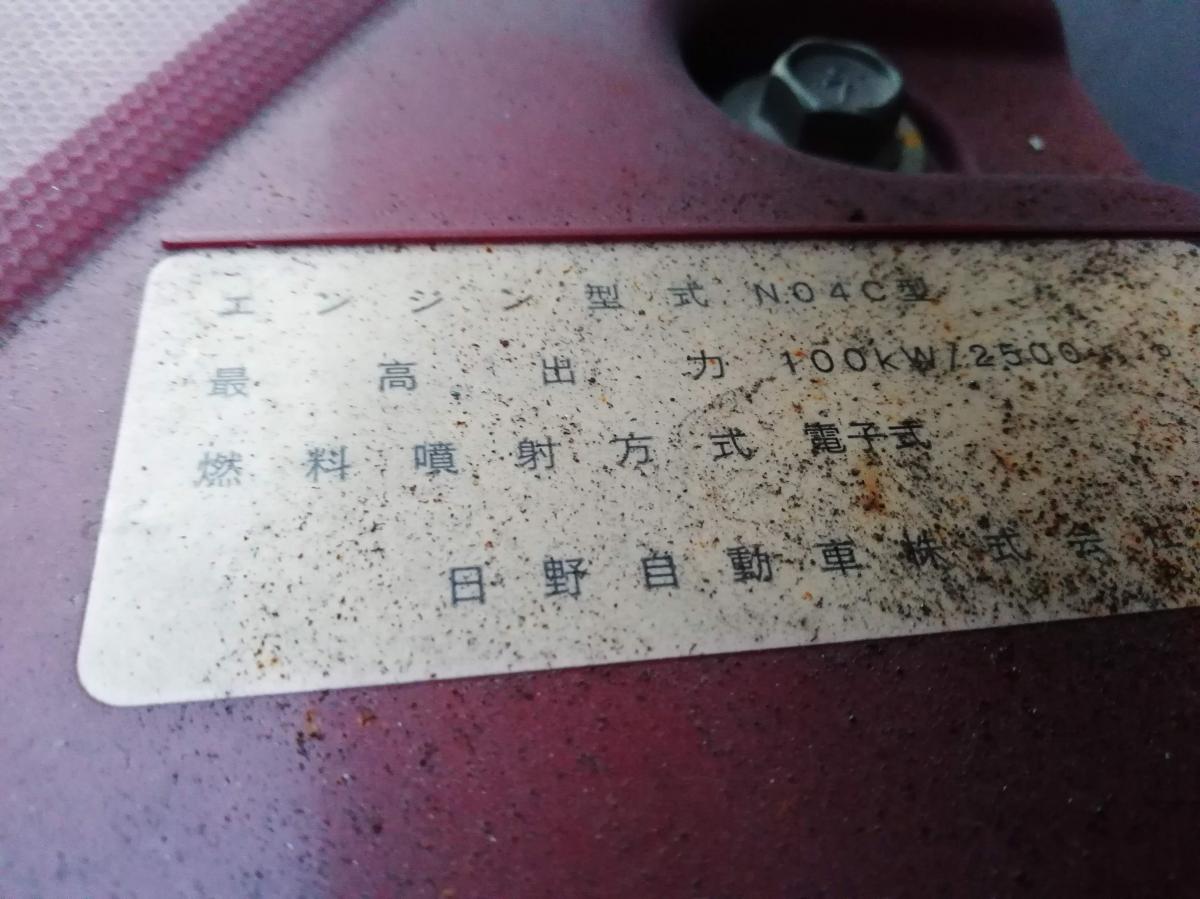 エンジン型式 N04C型
最高出力 100kW/2500
燃料噴射方式 電子式
日野自動車株式会社